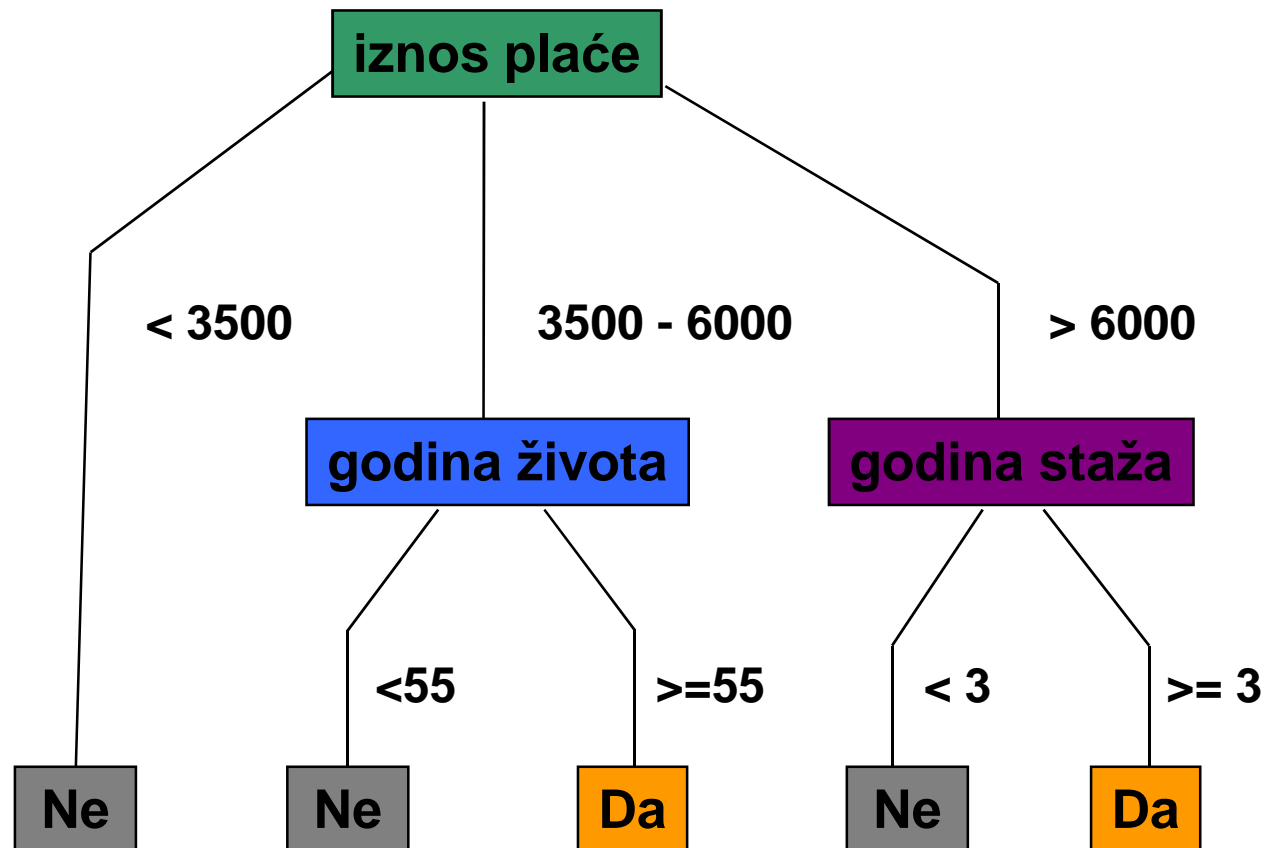 iznos plaće
< 3500
3500 - 6000
> 6000
godina života
godina staža
<55
>=55
< 3
>= 3
Ne
Ne
Da
Ne
Da